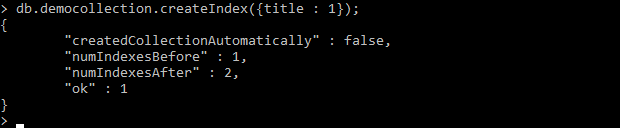 > db.democollection.createIndex({title : 1});
{
        "createdCollectionAutomatically" : false,
        "numIndexesBefore" : 1,
        "numIndexesAfter" : 2,
        "ok" : 1
}
>